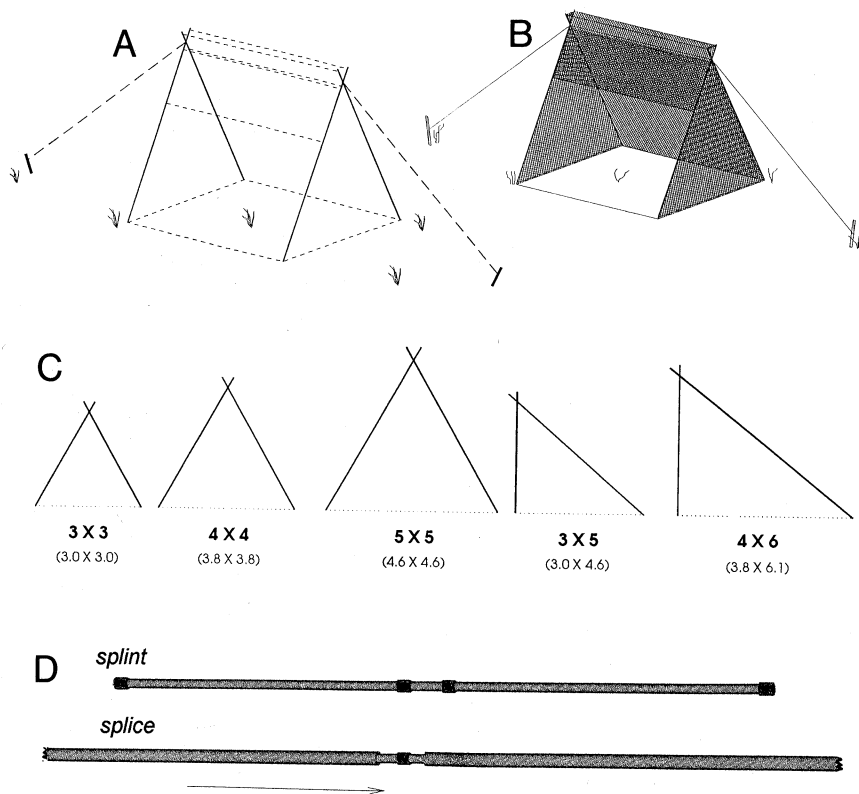 A
B
C
3 X 3
4 X 4
5 X 5
3 X 5
4 X 6
(3.0 X 3.0)
(3.8 X 3.8)
(4.6 X 4.6)
(3.0 X 4.6)
(3.8 X 6.1)
D
splint
splice